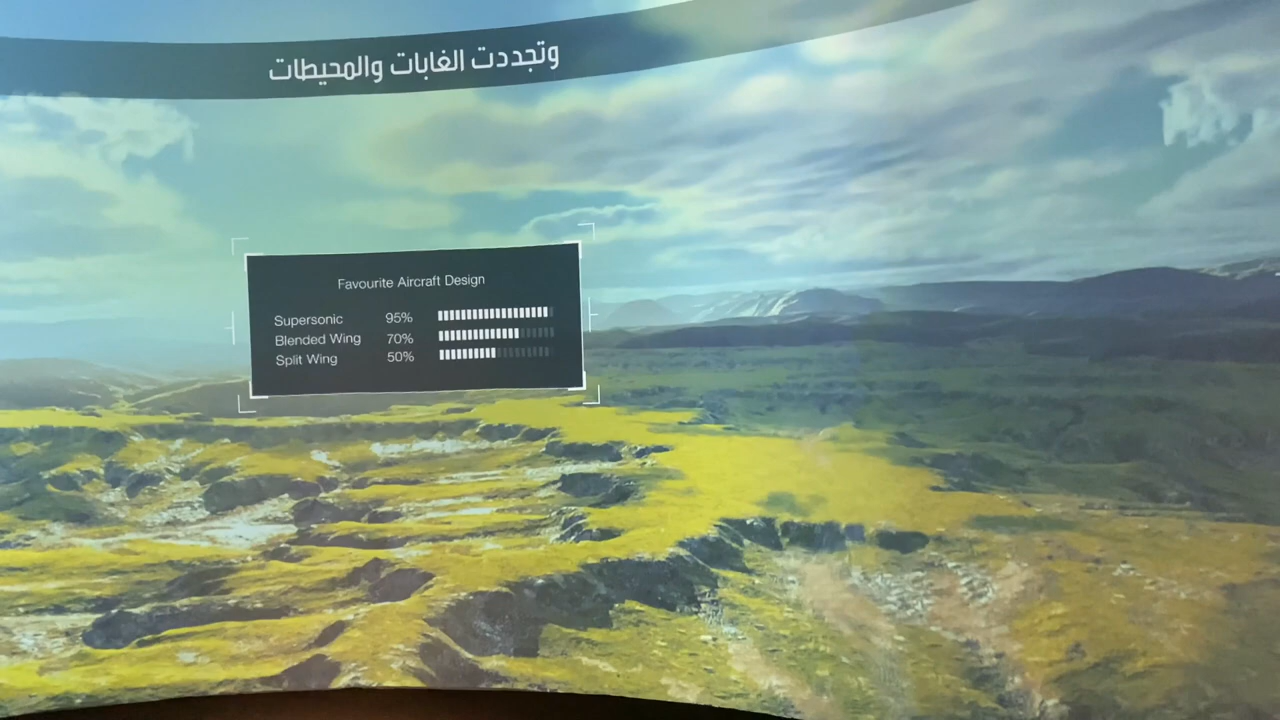 وتجددت الغابات والمحيطات
Favourite Aircraft Design
Supersonic 95%
Blended Wing 70%
Split Wing 50%